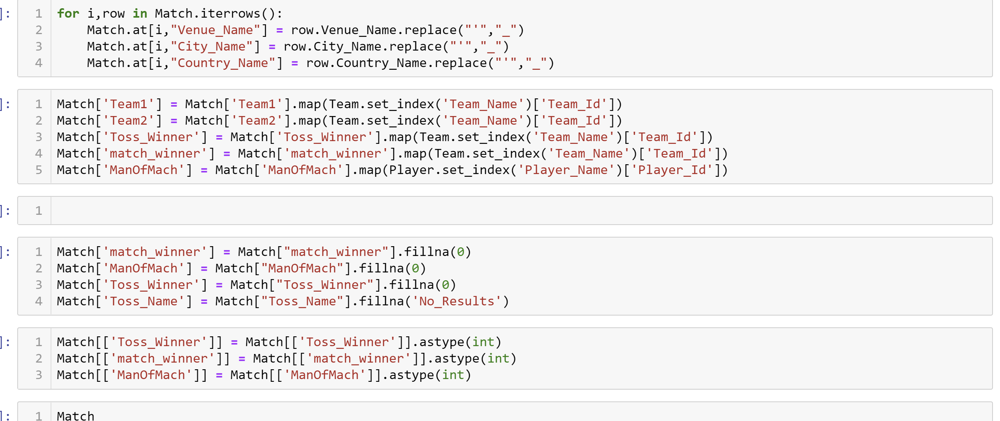 ]: 1 for i,row in Match.iterrows():
2     Match.at[i,"Venue_Name"] = row.Venue_Name.replace("'","_")
3     Match.at[i,"City_Name"] = row.City_Name.replace("'","_")
4     Match.at[i,"Country_Name"] = row.Country_Name.replace("'","_")
]: 1 Match['Team1'] = Match['Team1'].map(Team.set_index('Team_Name')['Team_Id'])
2 Match['Team2'] = Match['Team2'].map(Team.set_index('Team_Name')['Team_Id'])
3 Match['Toss_Winner'] = Match['Toss_Winner'].map(Team.set_index('Team_Name')['Team_Id'])
4 Match['match_winner'] = Match['match_winner'].map(Team.set_index('Team_Name')['Team_Id'])
5 Match['ManOfMach'] = Match['ManOfMach'].map(Player.set_index('Player_Name')['Player_Id'])
]: 1
]: 1 Match['match_winner'] = Match["match_winner"].fillna(0)
2 Match['ManOfMach'] = Match["ManOfMach"].fillna(0)
3 Match['Toss_Winner'] = Match["Toss_Winner"].fillna(0)
4 Match['Toss_Name'] = Match["Toss_Name"].fillna('No_Results')
]: 1 Match[['Toss_Winner']] = Match[['Toss_Winner']].astype(int)
2 Match[['match_winner']] = Match[['match_winner']].astype(int)
3 Match[['ManOfMach']] = Match[['ManOfMach']].astype(int)
]: 1 Match